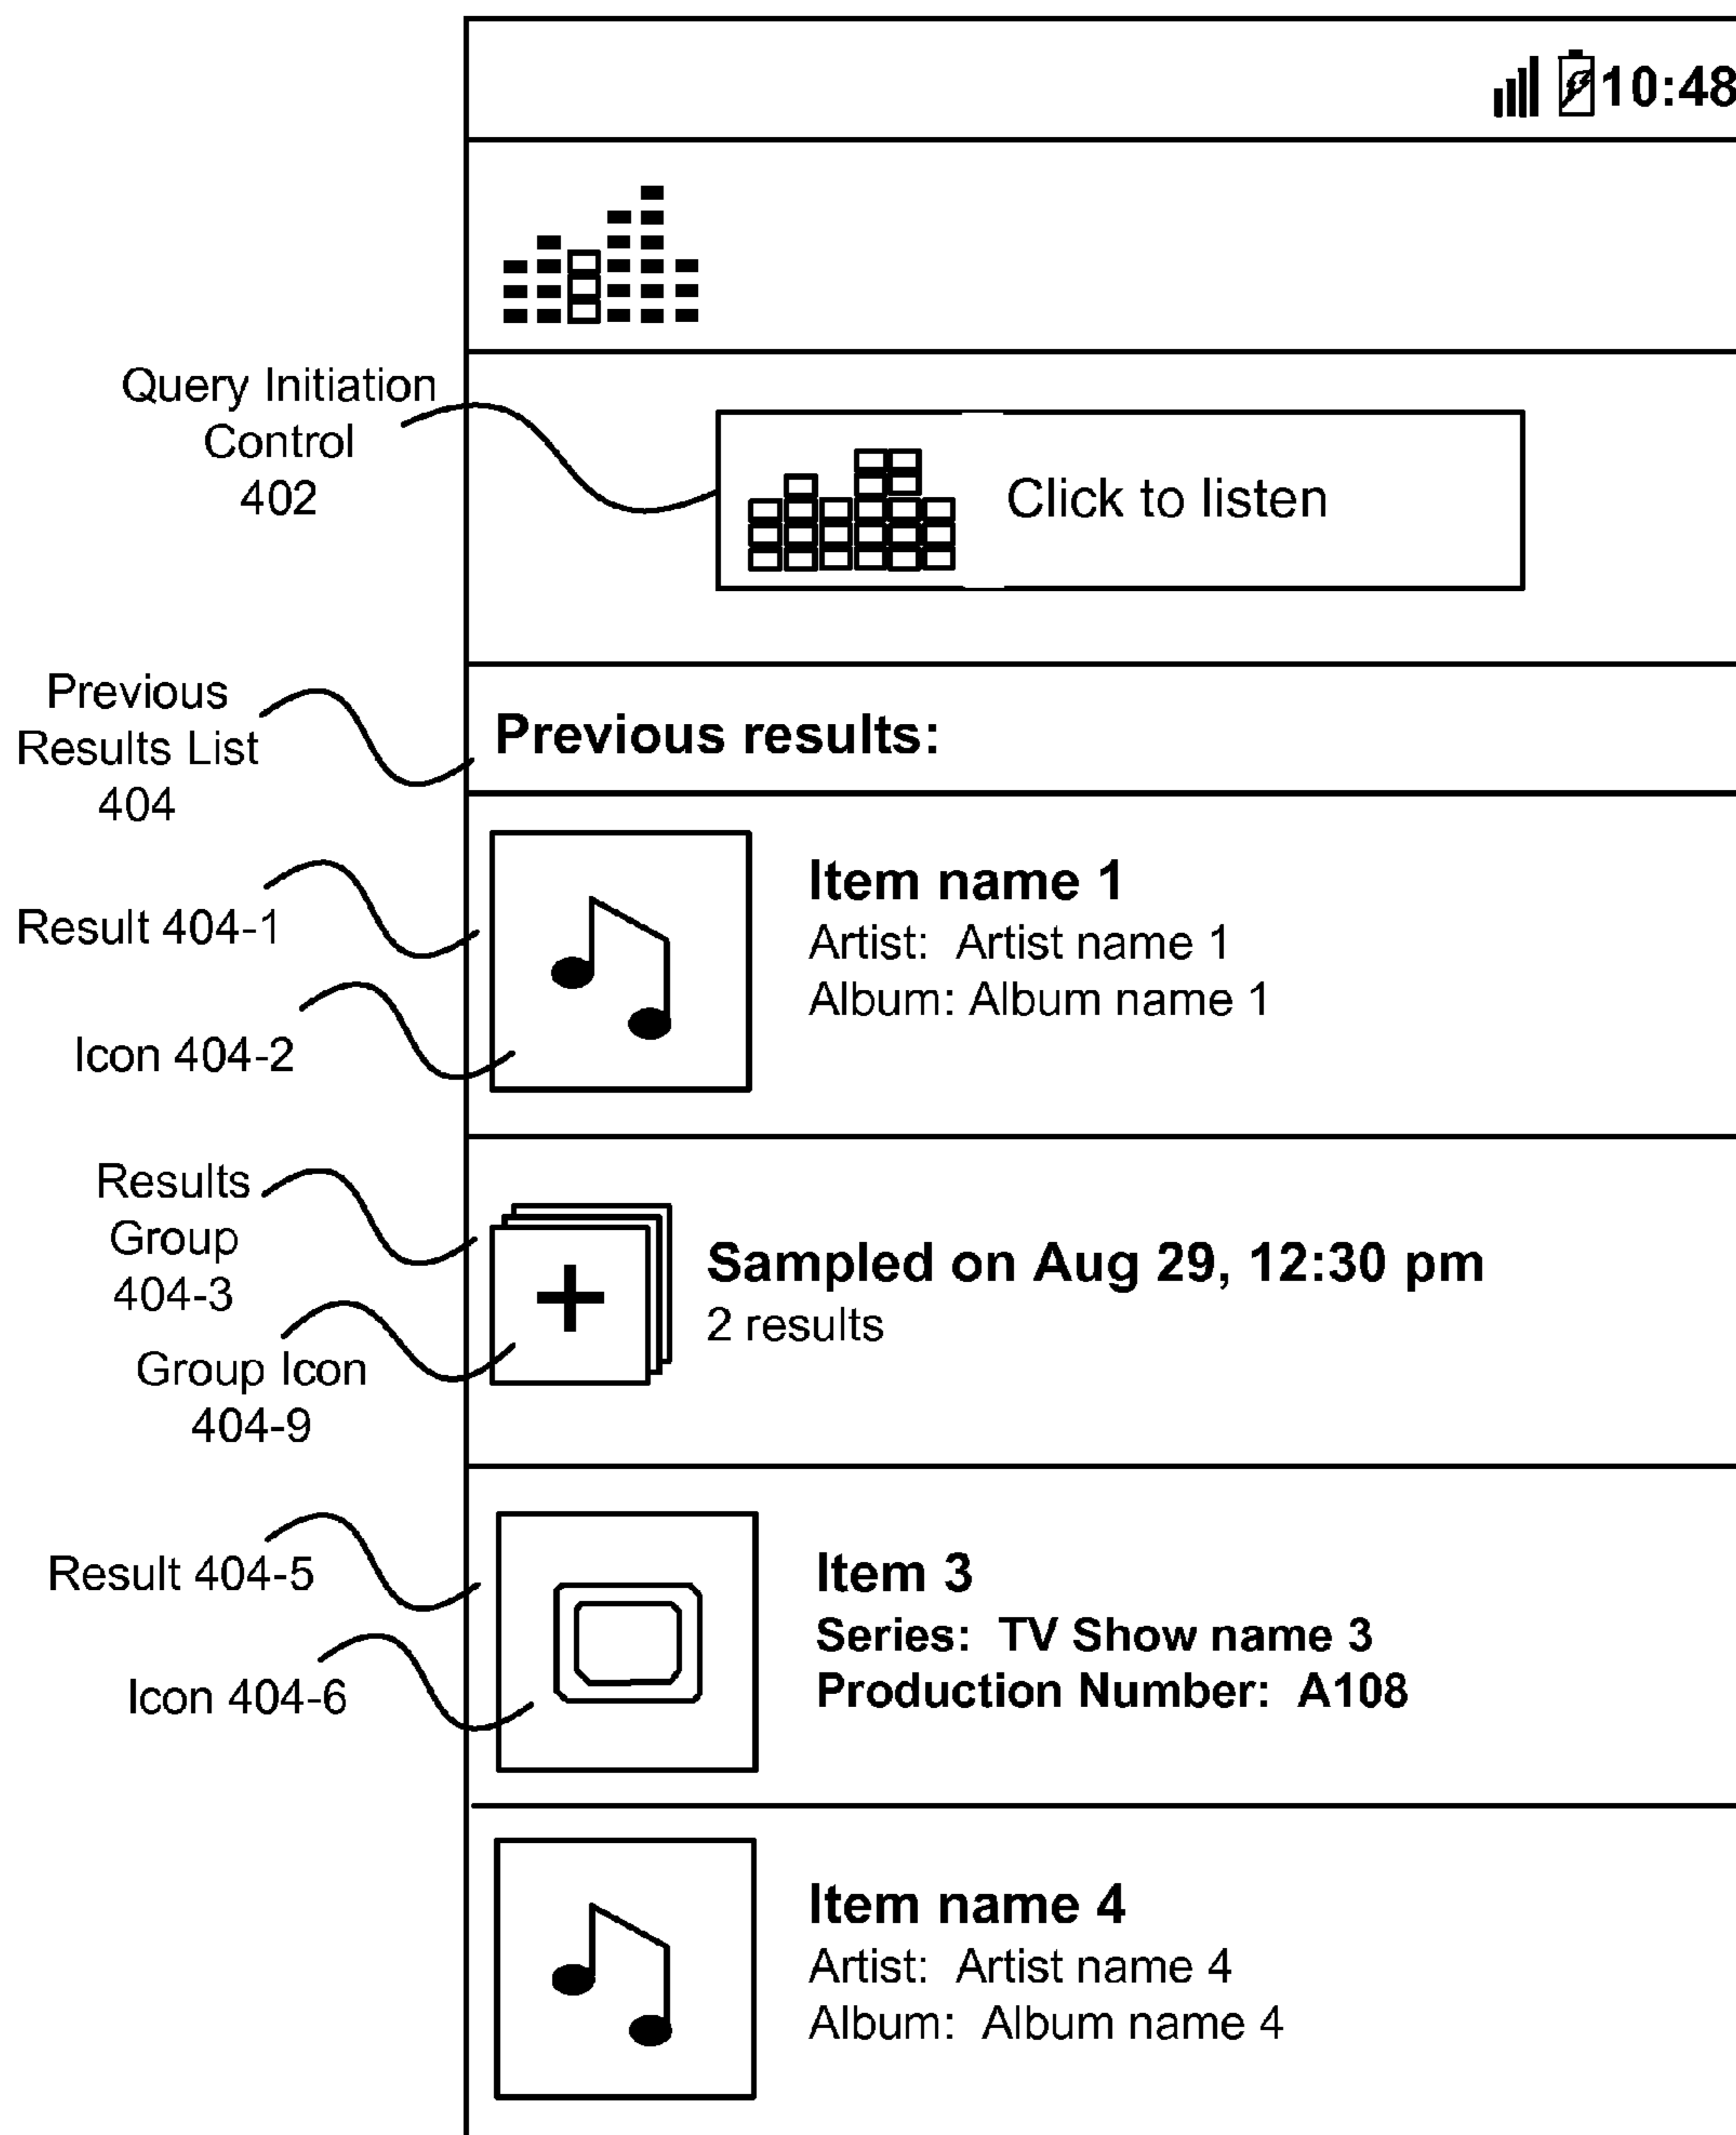 10:48
Query Initiation
Control
402
Click to listen
Previous
Results List
404
Previous results:
Result 404-1
Icon 404-2
Item name 1
Artist: Artist name 1
Album: Album name 1
Results
Group
404-3
Group Icon
404-9
Sampled on Aug 29, 12:30 pm
2 results
Result 404-5
Icon 404-6
Item 3
Series: TV Show name 3
Production Number: A108
Item name 4
Artist: Artist name 4
Album: Album name 4